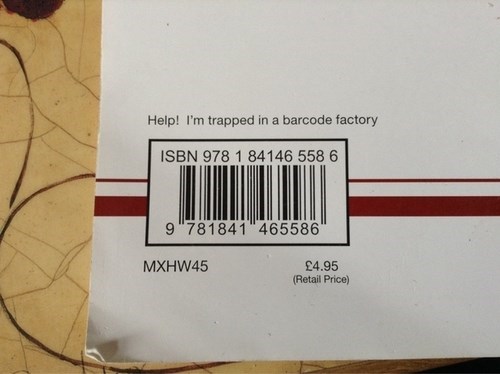 Help! I'm trapped in a barcode factory
ISBN 978 1 84146 558 6
9 781841 465586
MXHW45
£4.95
(Retail Price)